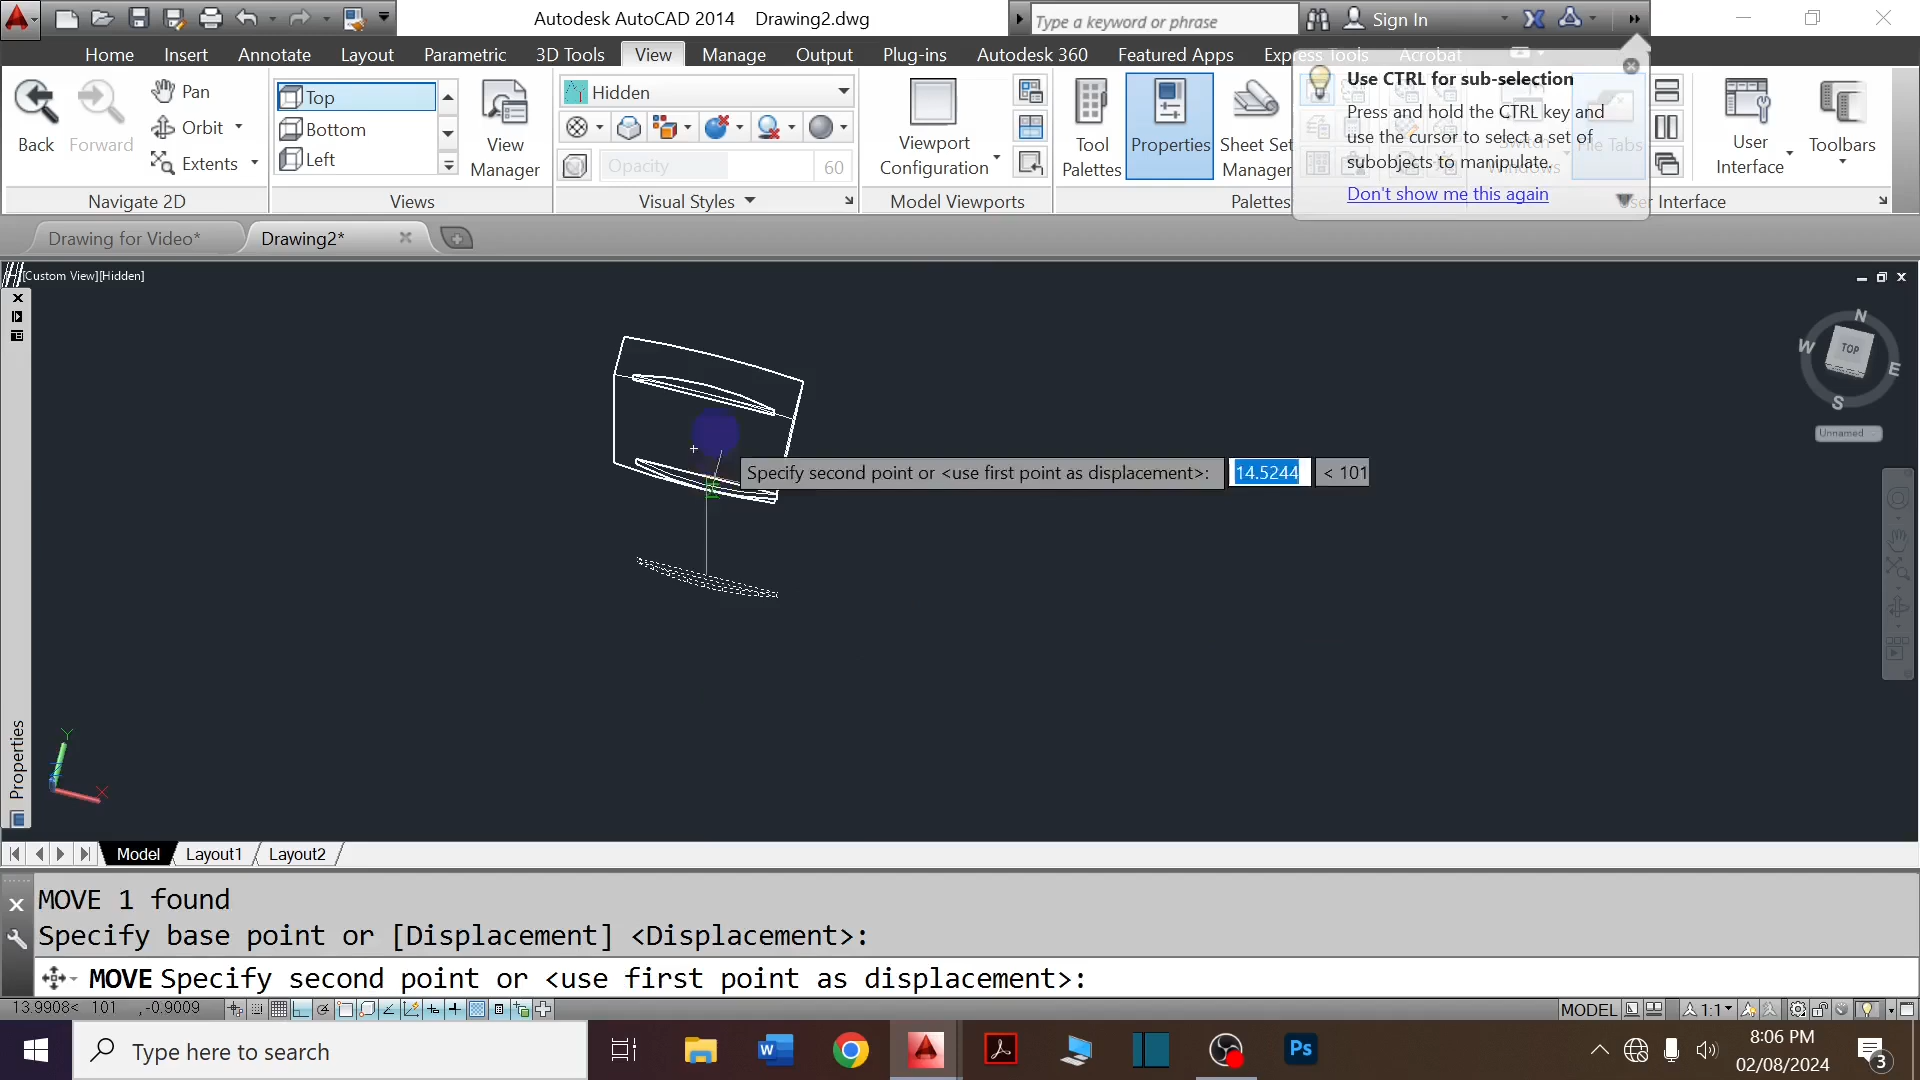 Autodesk AutoCAD 2014 Drawing2.dwg
Type a keyword or phrase
Sign In
Home Insert Annotate Layout Parametric 3D Tools View Manage Output Plug-ins Autodesk 360 Featured Apps Express Tools Acrobat
Back
Forward
Pan
Orbit
Extents
Navigate 2D
Top
Bottom
Left
View
Manager
Views
Hidden
Opacity 60
Visual Styles
Viewport
Configuration
Model Viewports
Tool
Palettes
Properties
Sheet Set
Manager
Palettes
Use CTRL for sub-selection
Press and hold the CTRL key and
use the cursor to select a set of
subobjects to manipulate.
Don't show me this again
File Tabs
User
Interface
Toolbars
User Interface
Drawing for Video*
Drawing2*
[Custom View][Hidden]
N
W
TOP
E
S
Unnamed
Specify second point or <use first point as displacement>: 14.5244 < 101
Y
X
Properties
Model Layout1 Layout2
MOVE 1 found
Specify base point or [Displacement] <Displacement>:
MOVE Specify second point or <use first point as displacement>:
13.9908< 101 ,-0.9009
MODEL
1:1
Type here to search
Ps
8:06 PM
02/08/2024
3